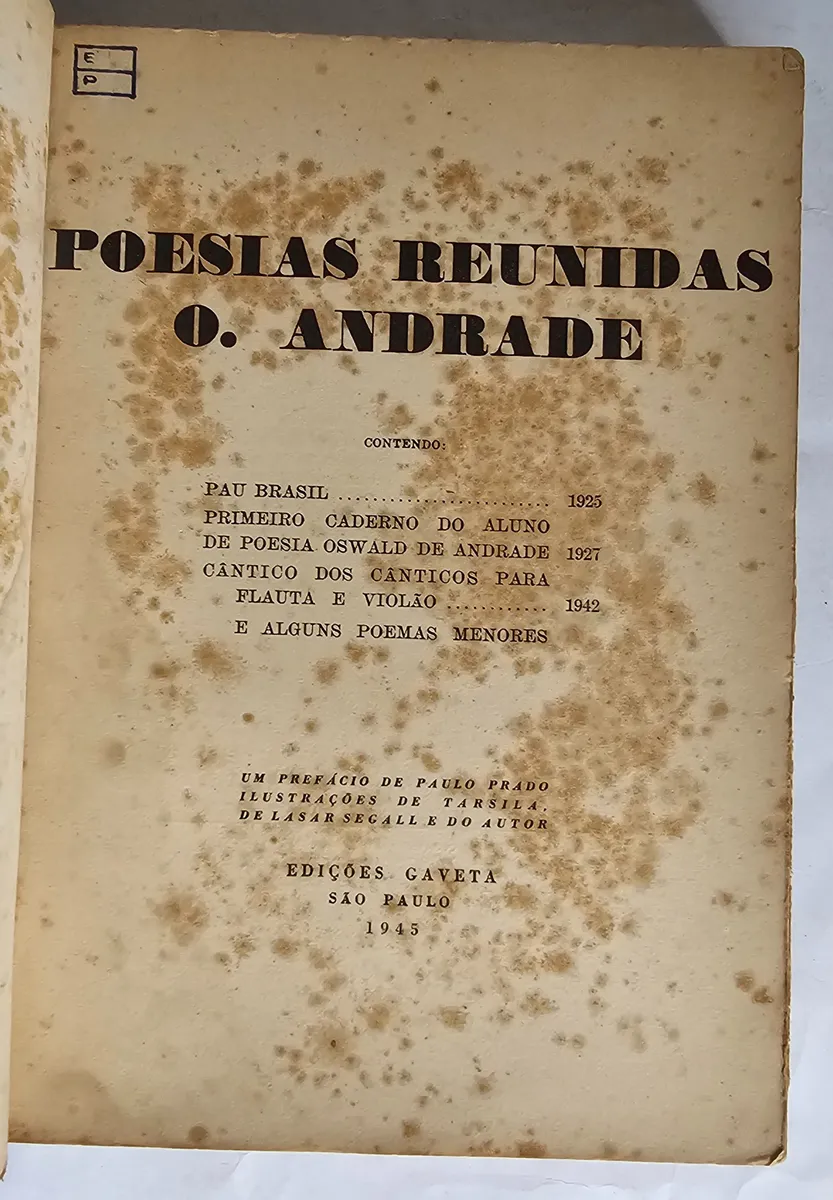 E
P
POESIAS REUNIDAS
O. ANDRADE
CONTENDO:
PAU BRASIL ......................... 1925
PRIMEIRO CADERNO DO ALUNO
DE POESIA OSWALD DE ANDRADE 1927
CÂNTICO DOS CÂNTICOS PARA
FLAUTA E VIOLÃO ............ 1942
E ALGUNS POEMAS MENORES
UM PREFÁCIO DE PAULO PRADO
ILUSTRAÇÕES DE TARSILA,
DE LASAR SEGALL E DO AUTOR
EDIÇÕES GAVETA
SÃO PAULO
1945